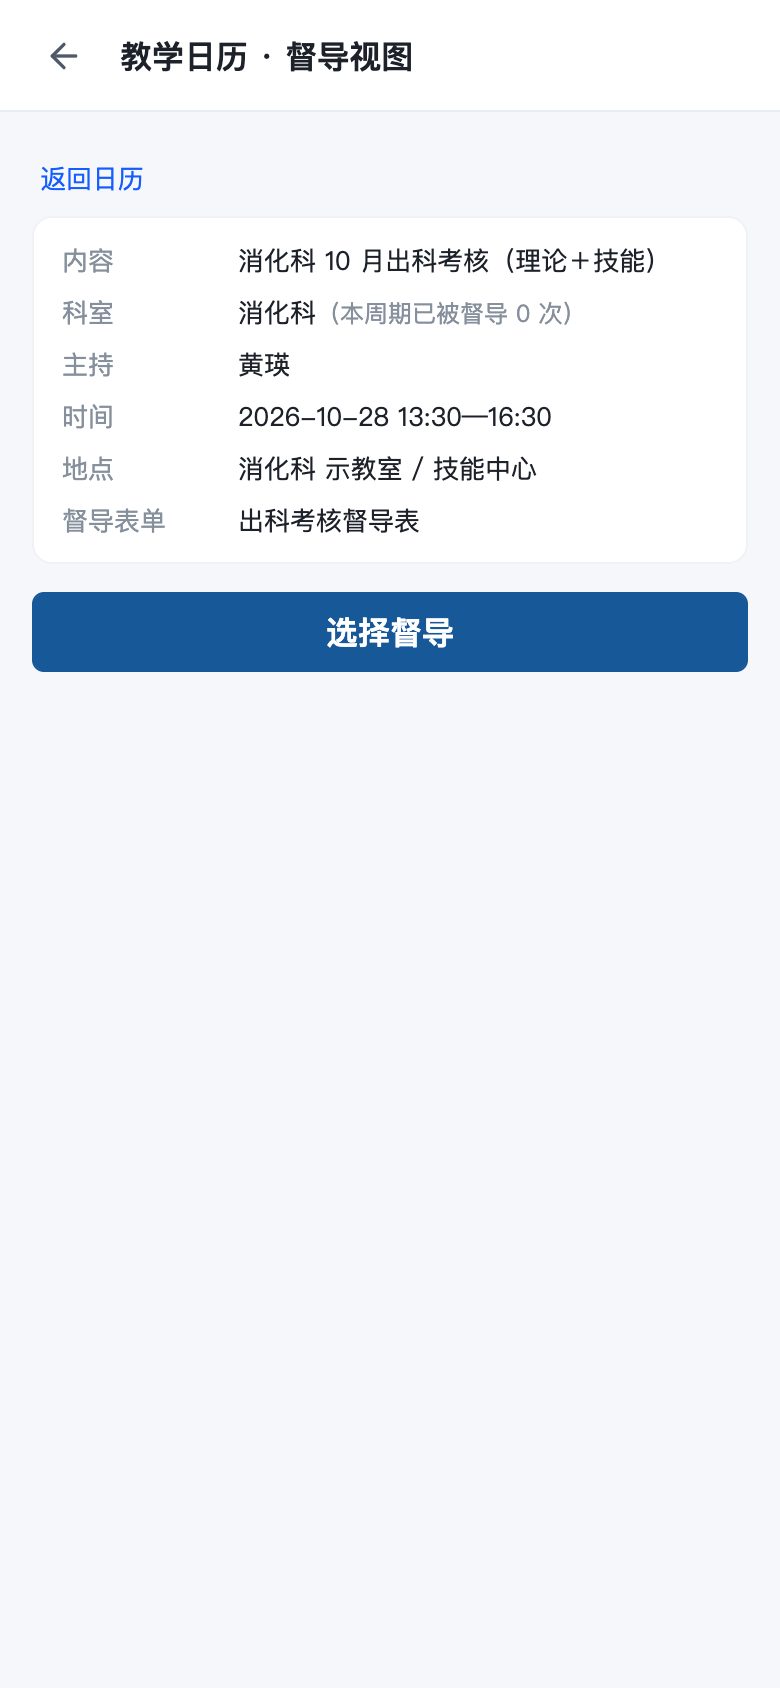 教学日历 · 督导视图
返回日历
内容 消化科 10 月出科考核（理论＋技能）
科室 消化科（本周期已被督导 0 次）
主持 黄瑛
时间 2026-10-28 13:30—16:30
地点 消化科 示教室 / 技能中心
督导表单 出科考核督导表
选择督导